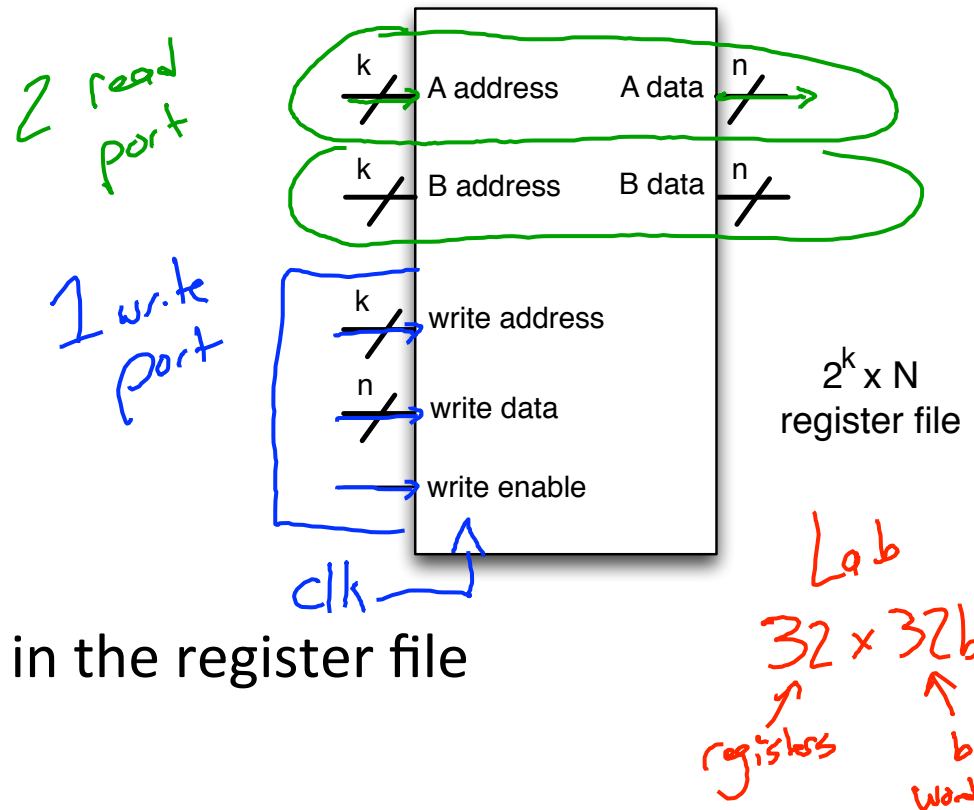 2 read
port
k
A address
A data
n
k
B address
B data
n
1 write
port
k
write address
n
write data
write enable
clk
2^k x N
register file
in the register file
Lab
32 x 32b
registers
b
word